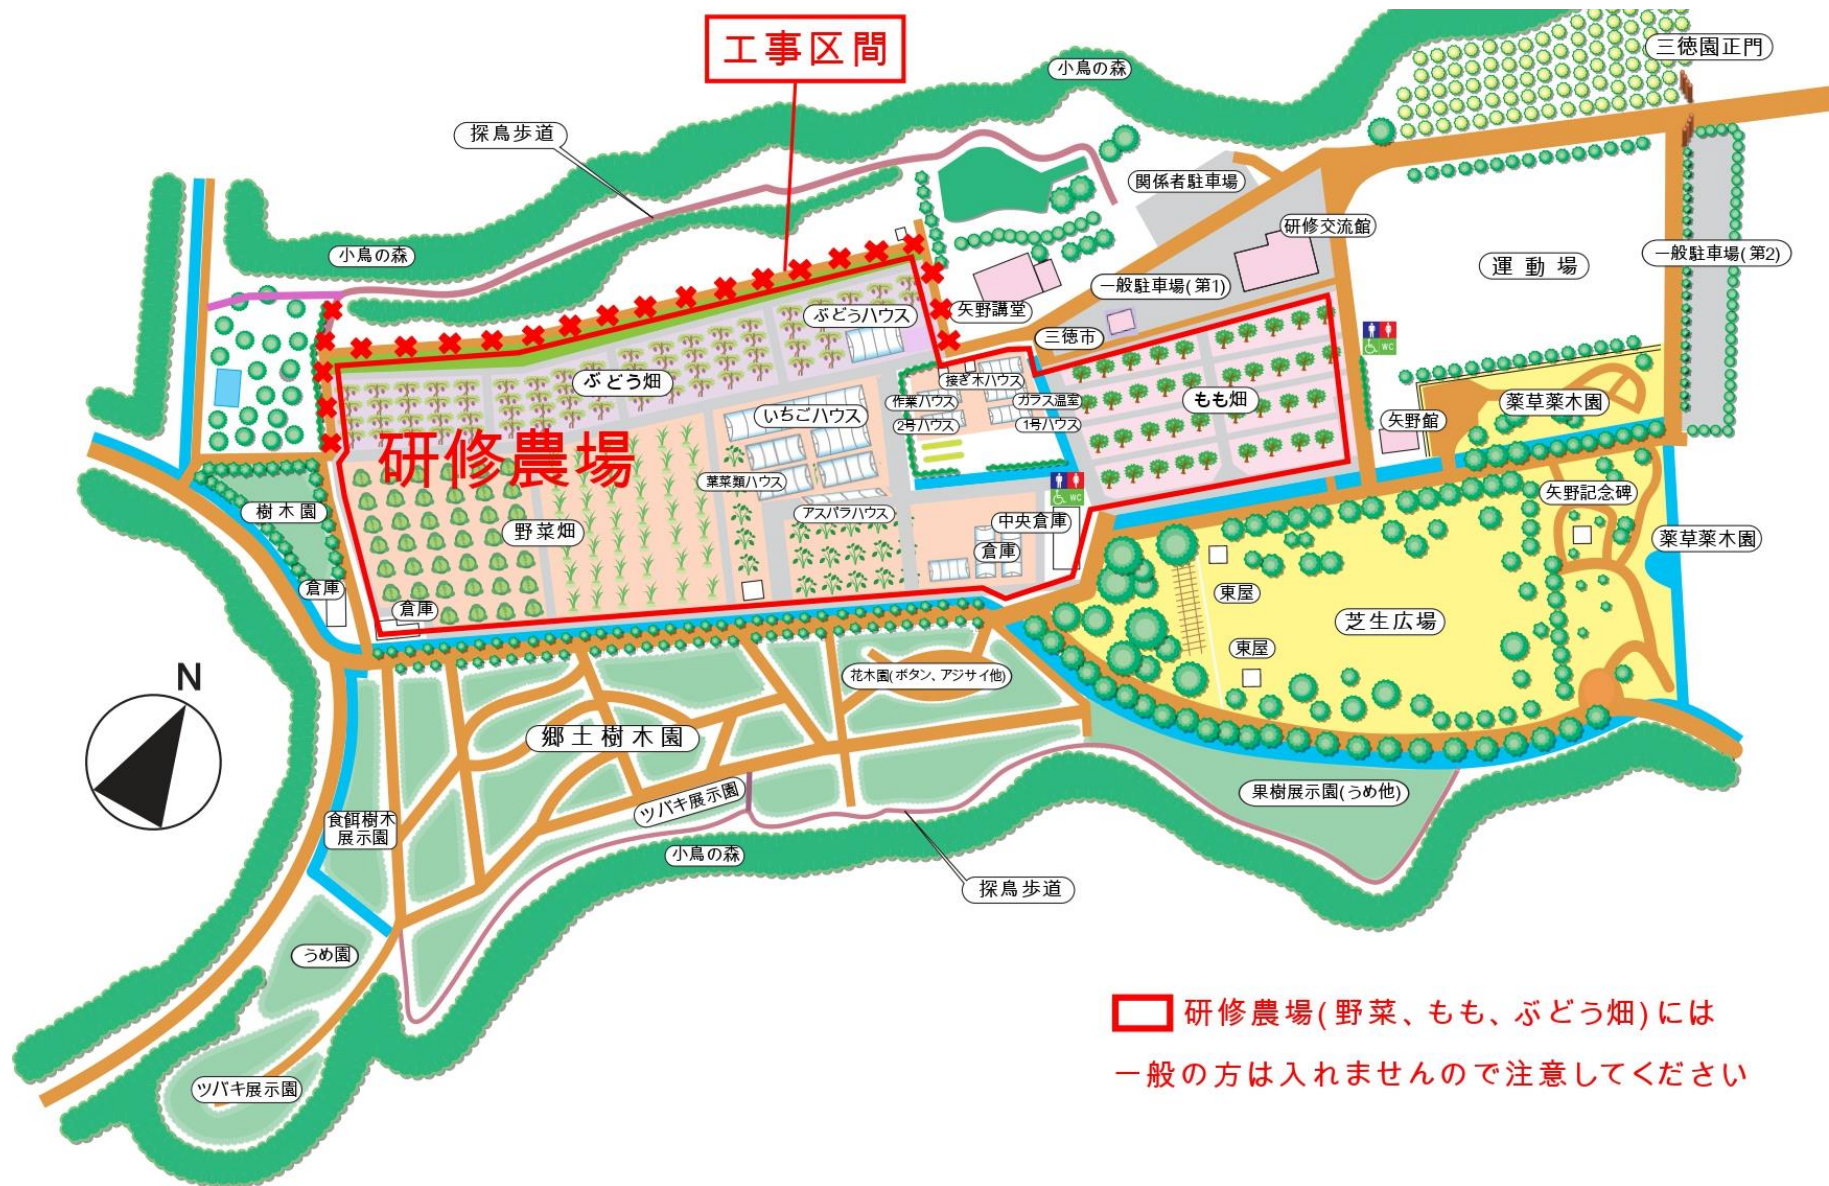 工事区間
三徳園正門
小鳥の森
探鳥歩道
関係者駐車場
研修交流館
小鳥の森
一般駐車場(第2)
運動場
一般駐車場(第1)
矢野講堂
ぶどうハウス
三徳市
WC
ぶどう畑
接ぎ木ハウス
作業ハウス
ガラス温室
もも畑
薬草薬木園
いちごハウス
2号ハウス
1号ハウス
矢野館
研修農場
葉菜類ハウス
WC
矢野記念碑
樹木園
アスパラハウス
中央倉庫
野菜畑
倉庫
薬草薬木園
倉庫
倉庫
東屋
芝生広場
東屋
N
花木園(ボタン、アジサイ他)
郷土樹木園
ツバキ展示園
果樹展示園(うめ他)
食餌樹木
展示園
小鳥の森
探鳥歩道
うめ園
ツバキ展示園
研修農場(野菜、もも、ぶどう畑)には
一般の方は入れませんので注意してください